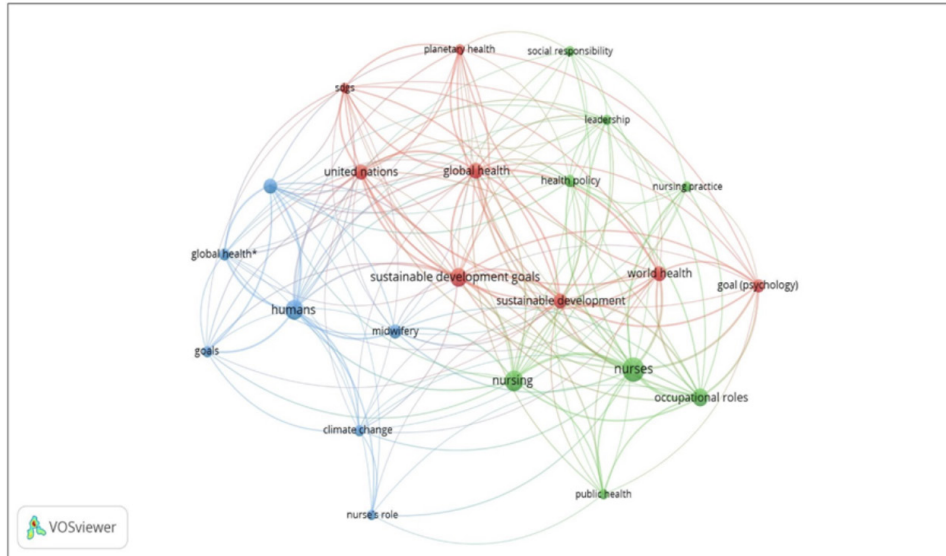 planetary health
social responsibility
sdgs
leadership
united nations
global health
health policy
nursing practice
global health*
sustainable development goals
world health
goal (psychology)
sustainable development
humans
midwifery
goals
nurses
nursing
occupational roles
climate change
public health
nurse's role
VOSviewer